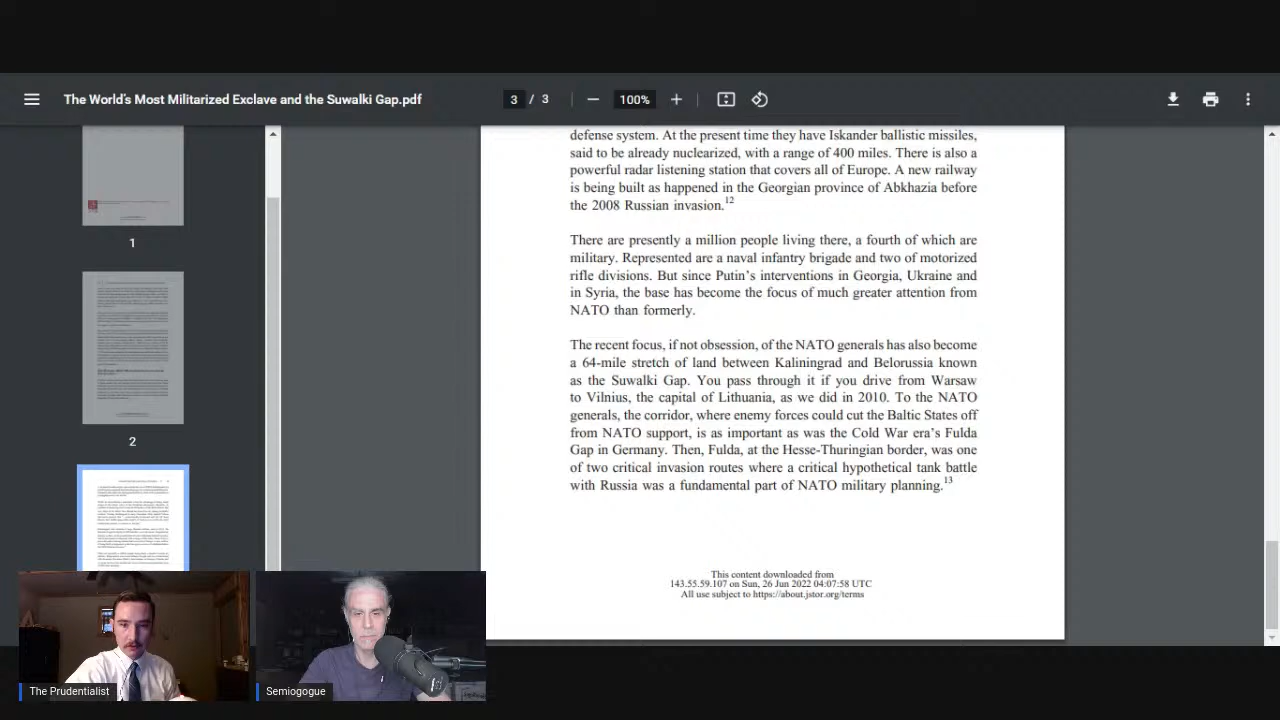 The World's Most Militarized Exclave and the Suwalki Gap.pdf
3 / 3
100%
defense system. At the present time they have Iskander ballistic missiles,
said to be already nuclearized, with a range of 400 miles. There is also a
powerful radar listening station that covers all of Europe. A new railway
is being built as happened in the Georgian province of Abkhazia before
the 2008 Russian invasion.12
There are presently a million people living there, a fourth of which are
military. Represented are a naval infantry brigade and two of motorized
rifle divisions. But since Putin's interventions in Georgia, Ukraine and
in Syria, the base has become the focus of much greater attention from
NATO than formerly.
The recent focus, if not obsession, of the NATO generals has also become
a 64-mile stretch of land between Kaliningrad and Belorussia known
as the Suwalki Gap. You pass through it if you drive from Warsaw
to Vilnius, the capital of Lithuania, as we did in 2010. To the NATO
generals, the corridor, where enemy forces could cut the Baltic States off
from NATO support, is as important as was the Cold War era's Fulda
Gap in Germany. Then, Fulda, at the Hesse-Thuringian border, was one
of two critical invasion routes where a critical hypothetical tank battle
with Russia was a fundamental part of NATO military planning.13
This content downloaded from
143.55.59.107 on Sun, 26 Jun 2022 04:07:58 UTC
All use subject to https://about.jstor.org/terms
1
2
The Prudentialist
Semiogogue